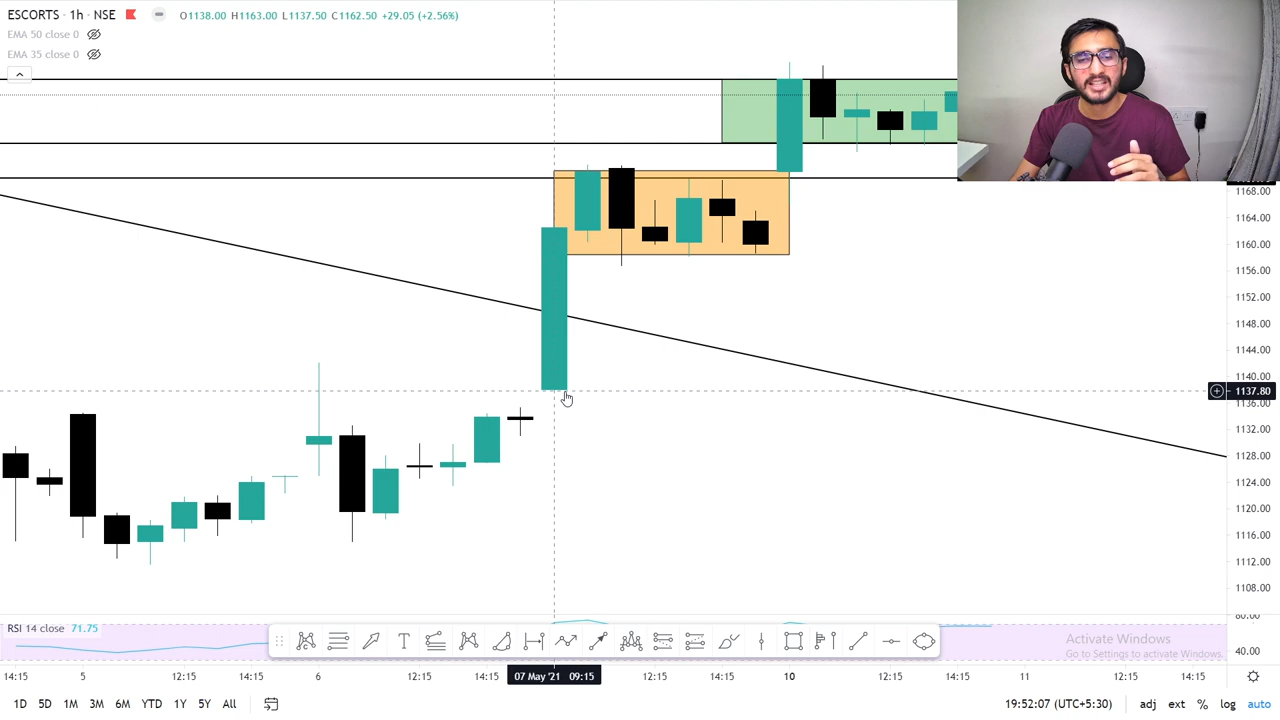 ESCORTS · 1h · NSE
O1138.00 H1163.00 L1137.50 C1162.50 +29.05 (+2.56%)
EMA 50 close 0
EMA 35 close 0
1168.00
1164.00
1160.00
1156.00
1152.00
1148.00
1144.00
1140.00
1137.80
1136.00
1132.00
1128.00
1124.00
1120.00
1116.00
1112.00
1108.00
80.00
RSI 14 close 71.75
Activate Windows
Go to Settings to activate Windows.
40.00
14:15 5 12:15 14:15 6 12:15 14:15 07 May '21 09:15 12:15 14:15 10 12:15 14:15 11 12:15 14:15
1D 5D 1M 3M 6M YTD 1Y 5Y All 19:52:07 (UTC+5:30) adj ext % log auto